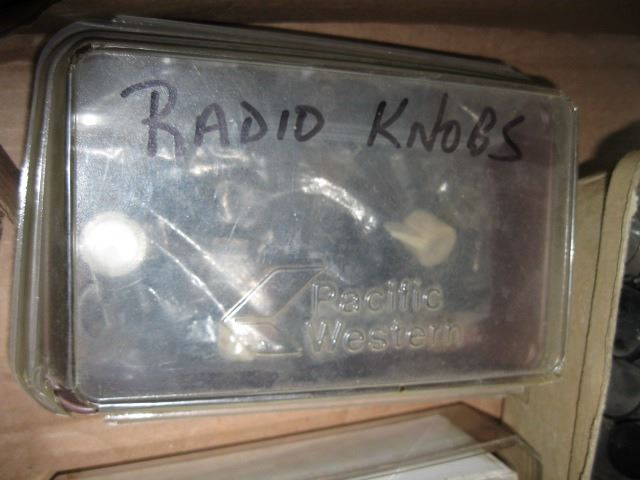 RADIO KNOBS
Pacific
Western